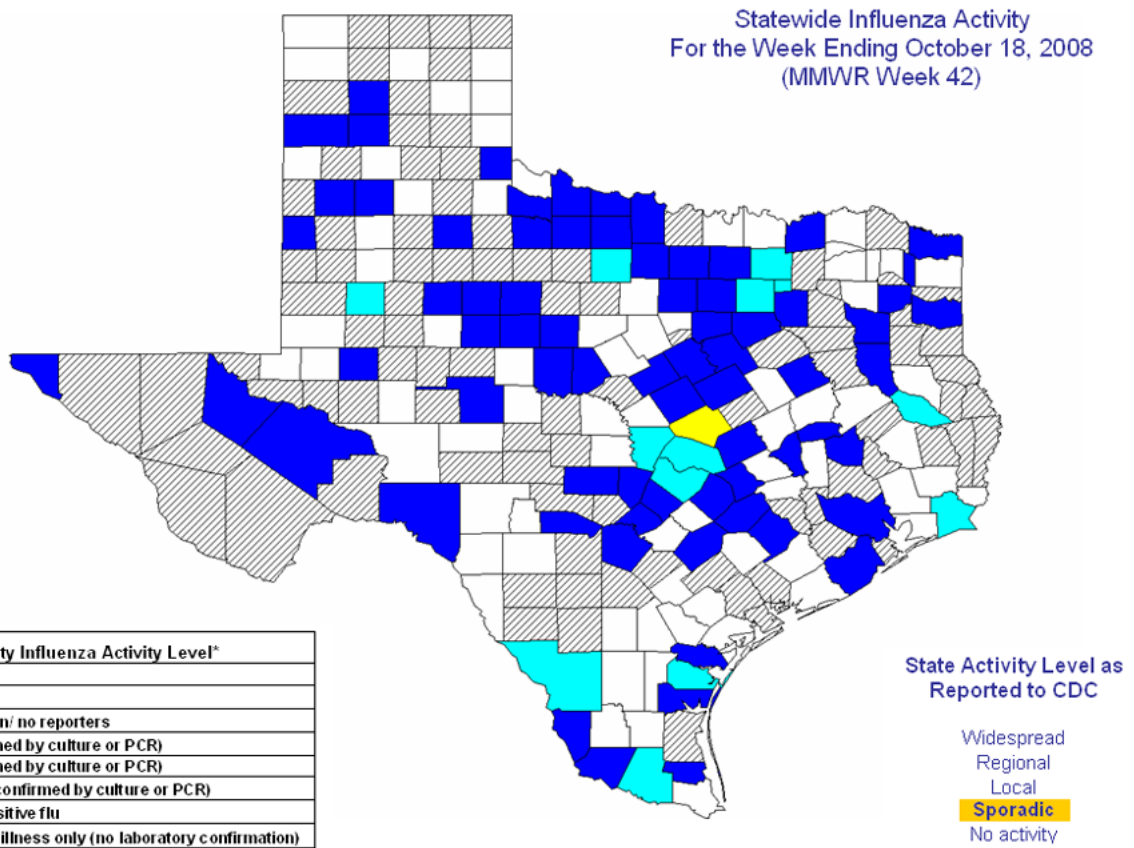 Statewide Influenza Activity
For the Week Ending October 18, 2008
(MMWR Week 42)
ty Influenza Activity Level*
n/ no reporters
ned by culture or PCR)
ned by culture or PCR)
confirmed by culture or PCR)
sitive flu
illness only (no laboratory confirmation)
State Activity Level as
Reported to CDC
Widespread
Regional
Local
Sporadic
No activity